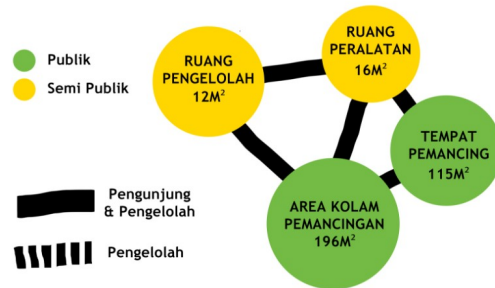 Publik
Semi Publik
RUANG
PENGELOLAH
12M²
RUANG
PERALATAN
16M²
TEMPAT
PEMANCING
115M²
AREA KOLAM
PEMANCINGAN
196M²
Pengunjung
& Pengelolah
Pengelolah